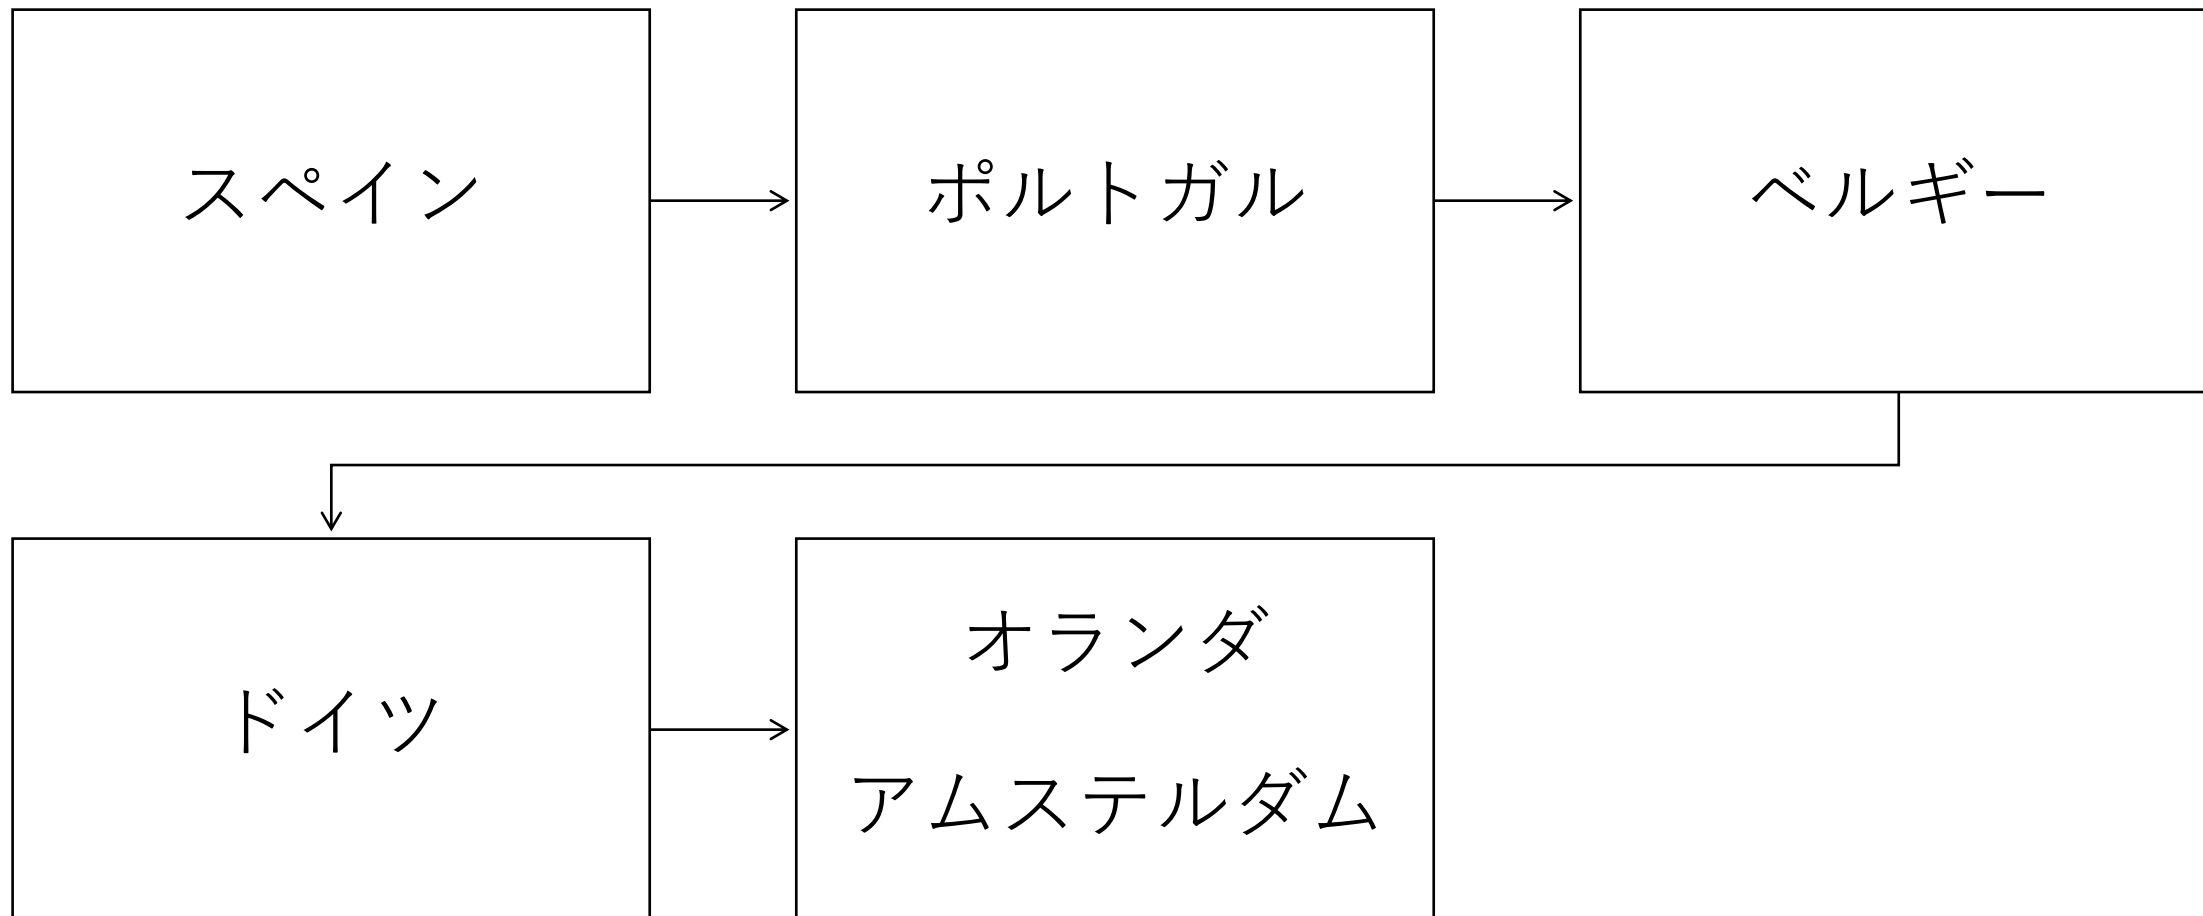 スペイン
ポルトガル
ベルギー
ドイツ
オランダ
アムステルダム